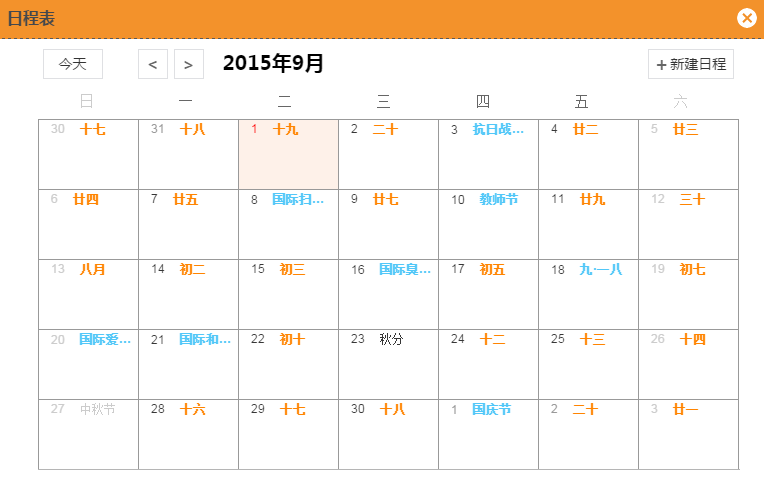 日程表
今天 < > 2015年9月 +新建日程
日 一 二 三 四 五 六
30 十七 31 十八 1 十九 2 二十 3 抗日战... 4 廿二 5 廿三
6 廿四 7 廿五 8 国际扫... 9 廿七 10 教师节 11 廿九 12 三十
13 八月 14 初二 15 初三 16 国际臭... 17 初五 18 九·一八 19 初七
20 国际爱... 21 国际和... 22 初十 23 秋分 24 十二 25 十三 26 十四
27 中秋节 28 十六 29 十七 30 十八 1 国庆节 2 二十 3 廿一